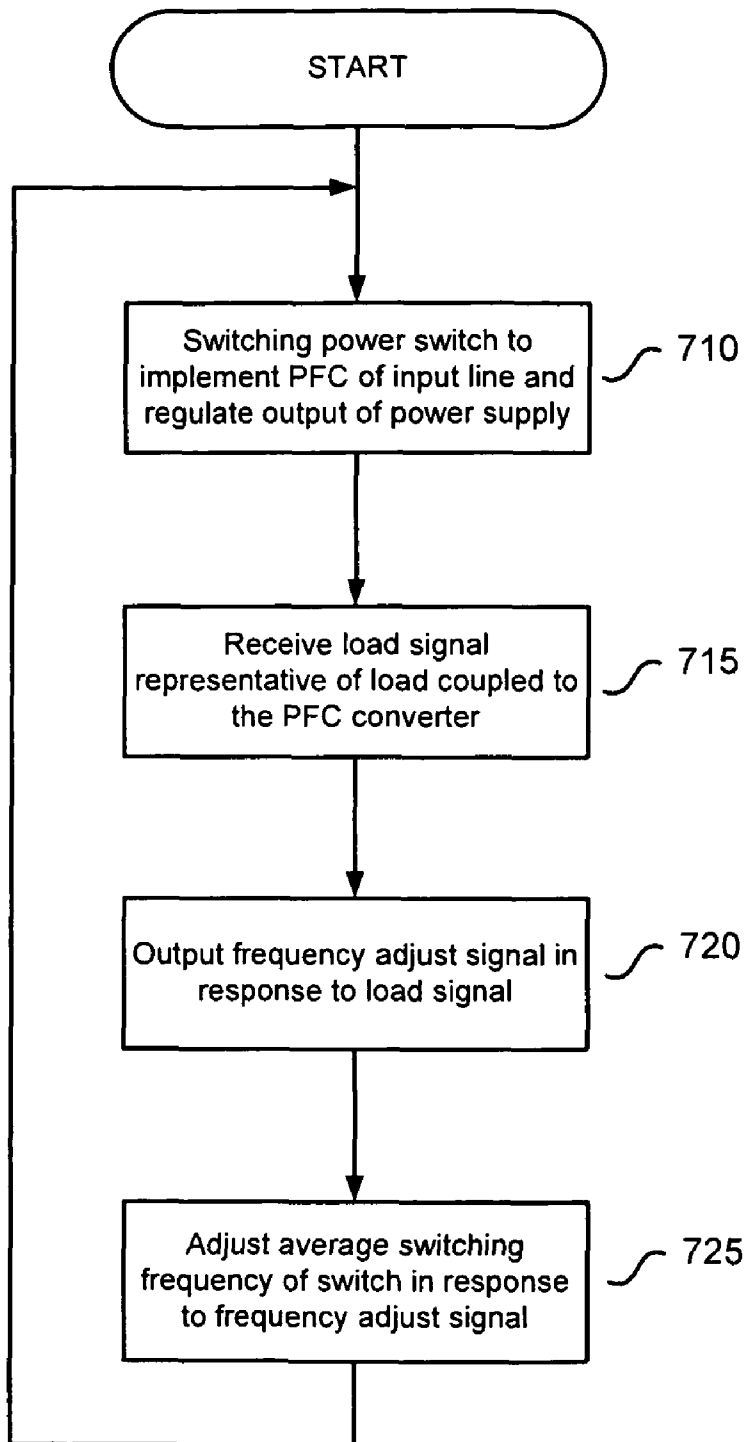 START
Switching power switch to
implement PFC of input line and
regulate output of power supply
710
Receive load signal
representative of load coupled to
the PFC converter
715
Output frequency adjust signal in
response to load signal
720
Adjust average switching
frequency of switch in response
to frequency adjust signal
725